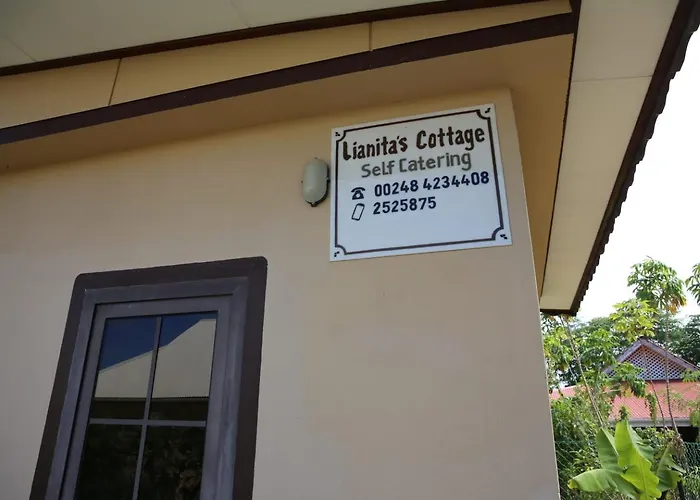 Lianita's Cottage
Self Catering
00248 4234408
2525875